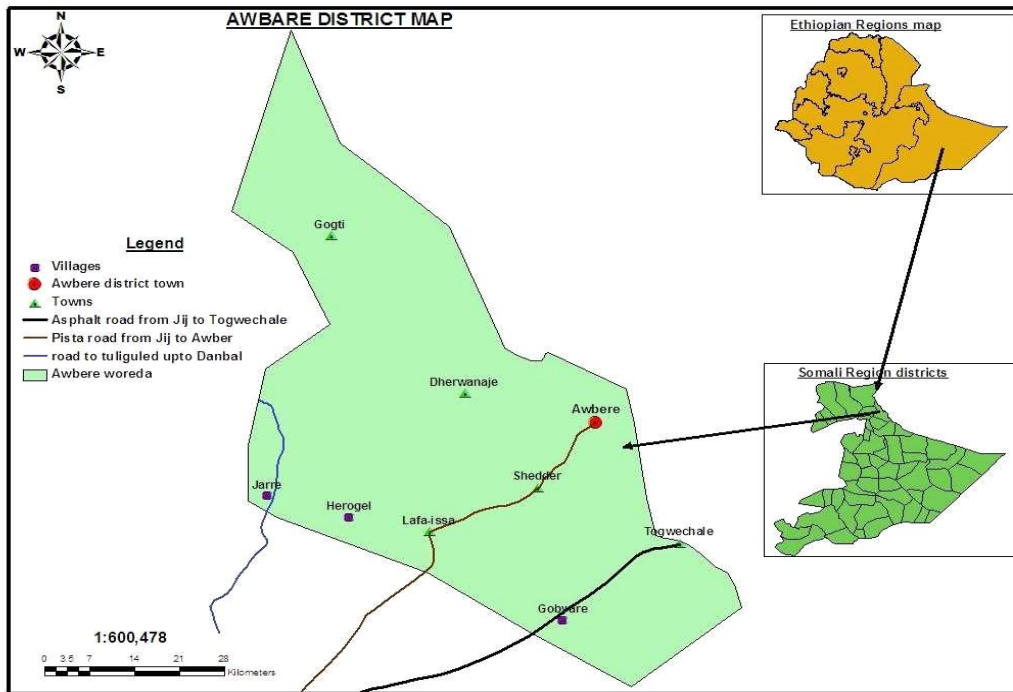 AWBARE DISTRICT MAP
N
W
E
S
Ethiopian Regions map
Gogti
Legend
Villages
Awbere district town
Towns
Asphalt road from Jij to Togwechale
Pista road from Jij to Awber
road to tuliguled upto Danbal
Awbere woreda
Somali Region districts
Dherwanaje
Awbere
Shedder
Jarre
Herogel
Lafa-issa
Togwechale
Gobyare
1:600,478
0 3.5 7 14 21 28
Kilometers